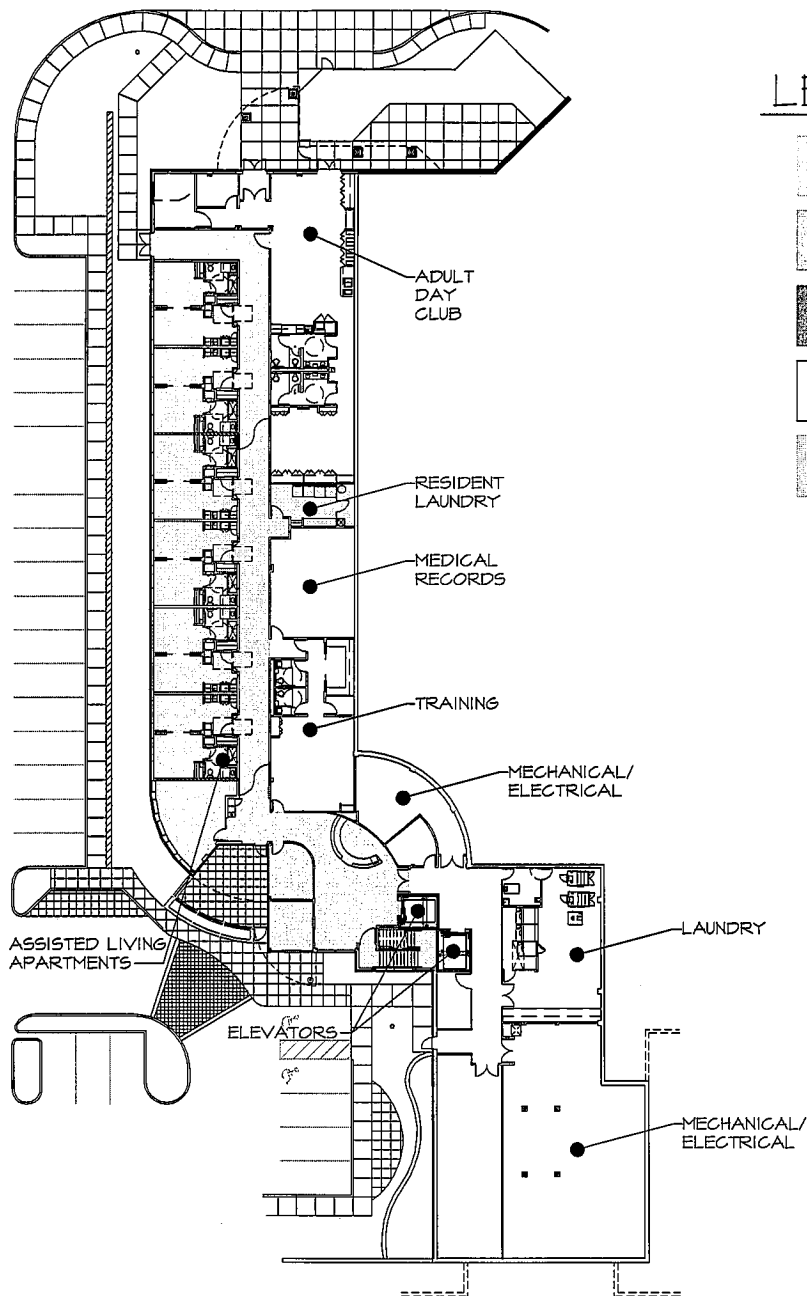 ADULT
DAY
CLUB
RESIDENT
LAUNDRY
MEDICAL
RECORDS
TRAINING
MECHANICAL/
ELECTRICAL
LAUNDRY
ASSISTED LIVING
APARTMENTS
ELEVATORS
MECHANICAL/
ELECTRICAL